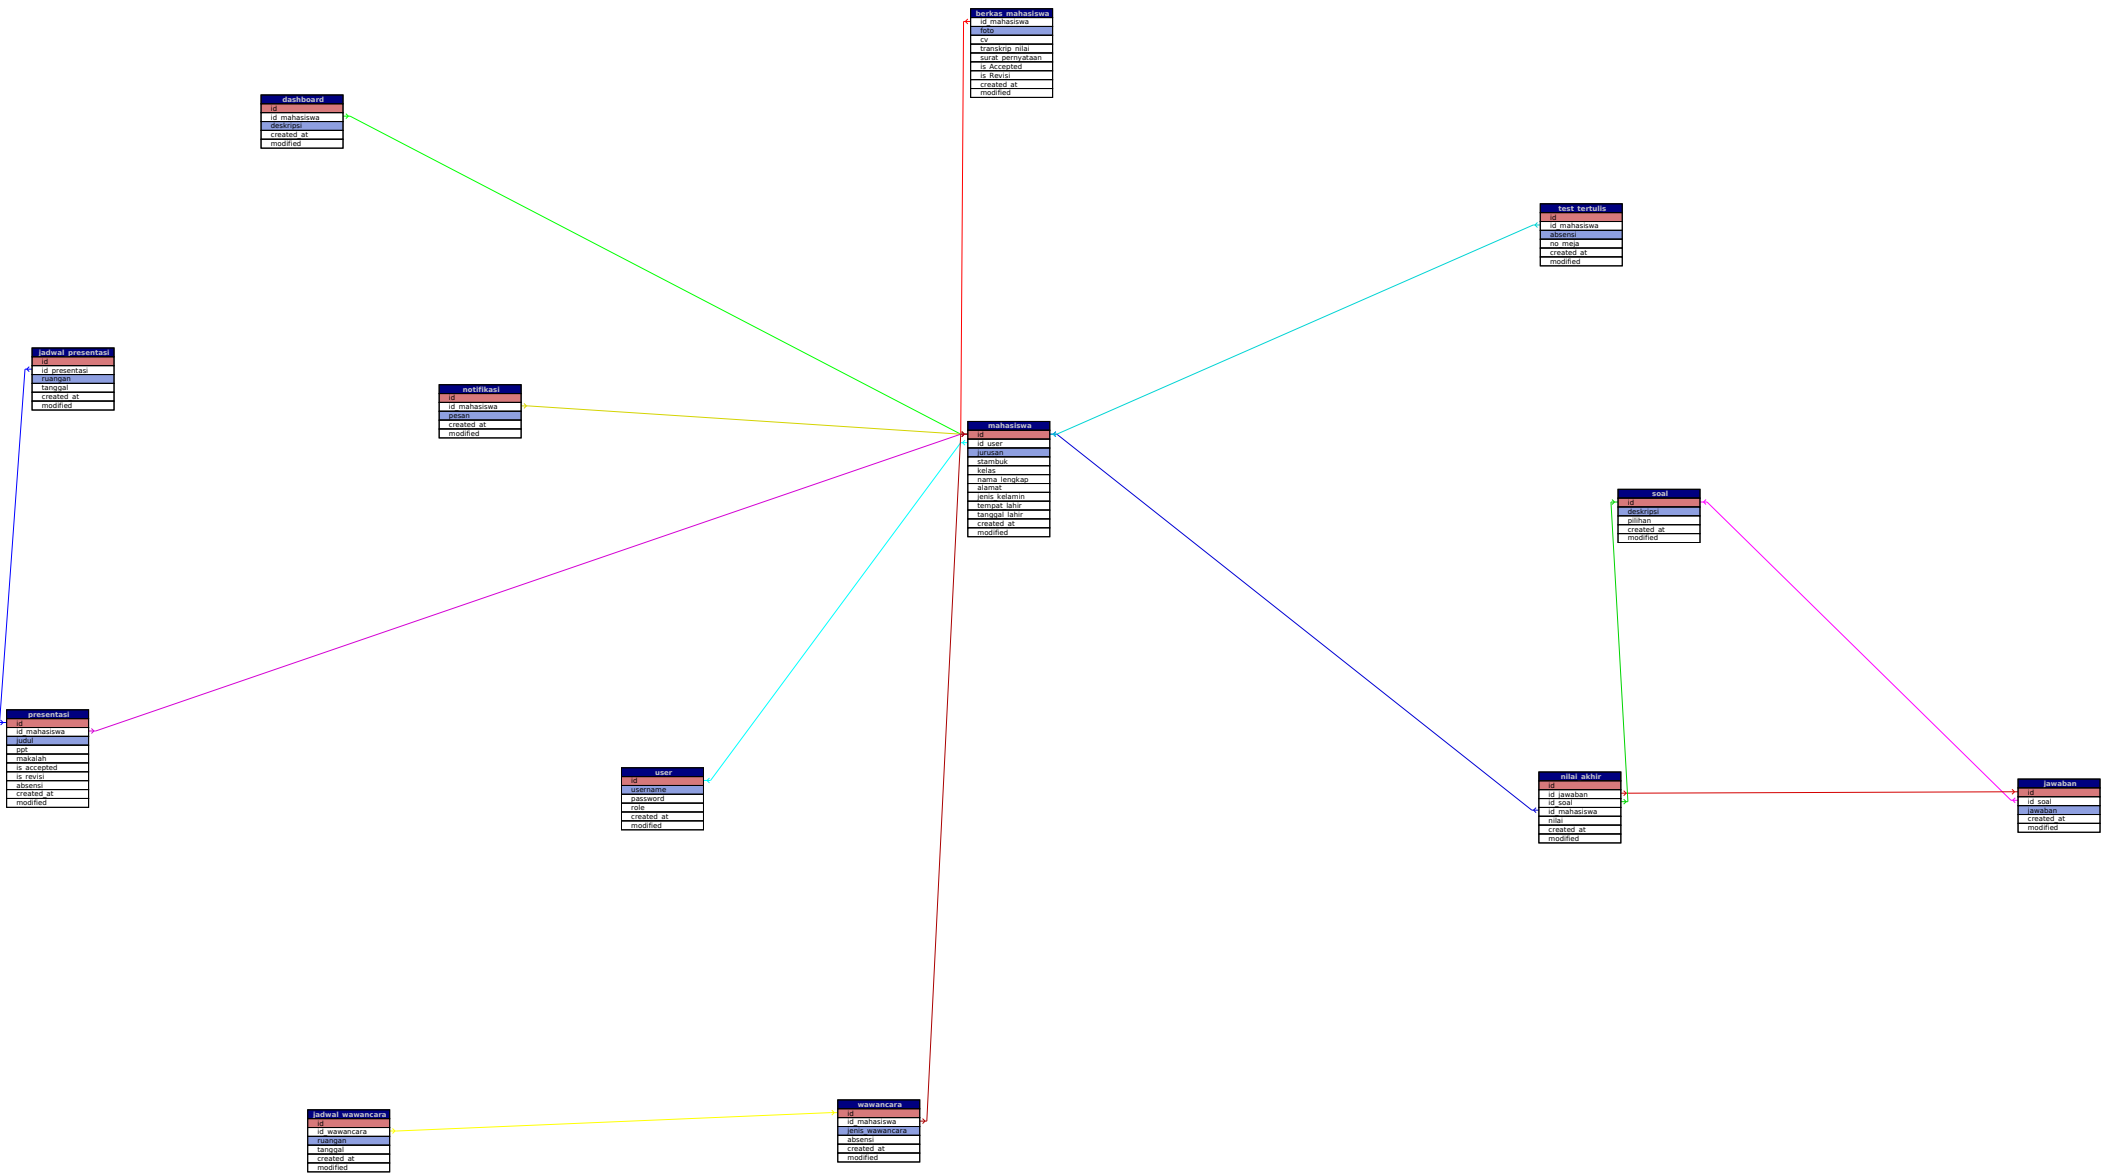 berkas_mahasiswa
id_mahasiswa
foto
cv
transkrip_nilai
surat_pernyataan
is_Accepted
is_Revisi
created_at
modified
dashboard
id
id_mahasiswa
deskripsi
created_at
modified
test_tertulis
id
id_mahasiswa
absensi
no_meja
created_at
modified
jadwal_presentasi
id
id_presentasi
ruangan
tanggal
created_at
modified
notifikasi
id
id_mahasiswa
pesan
created_at
modified
mahasiswa
id
id_user
jurusan
stambuk
kelas
nama_lengkap
alamat
jenis_kelamin
tempat_lahir
tanggal_lahir
created_at
modified
soal
id
deskripsi
pilihan
created_at
modified
presentasi
id
id_mahasiswa
judul
ppt
makalah
is_accepted
is_revisi
absensi
created_at
modified
user
id
username
password
role
created_at
modified
nilai_akhir
id
id_jawaban
id_soal
id_mahasiswa
nilai
created_at
modified
jawaban
id
id_soal
jawaban
created_at
modified
jadwal_wawancara
id
id_wawancara
ruangan
tanggal
created_at
modified
wawancara
id
id_mahasiswa
jenis_wawancara
absensi
created_at
modified